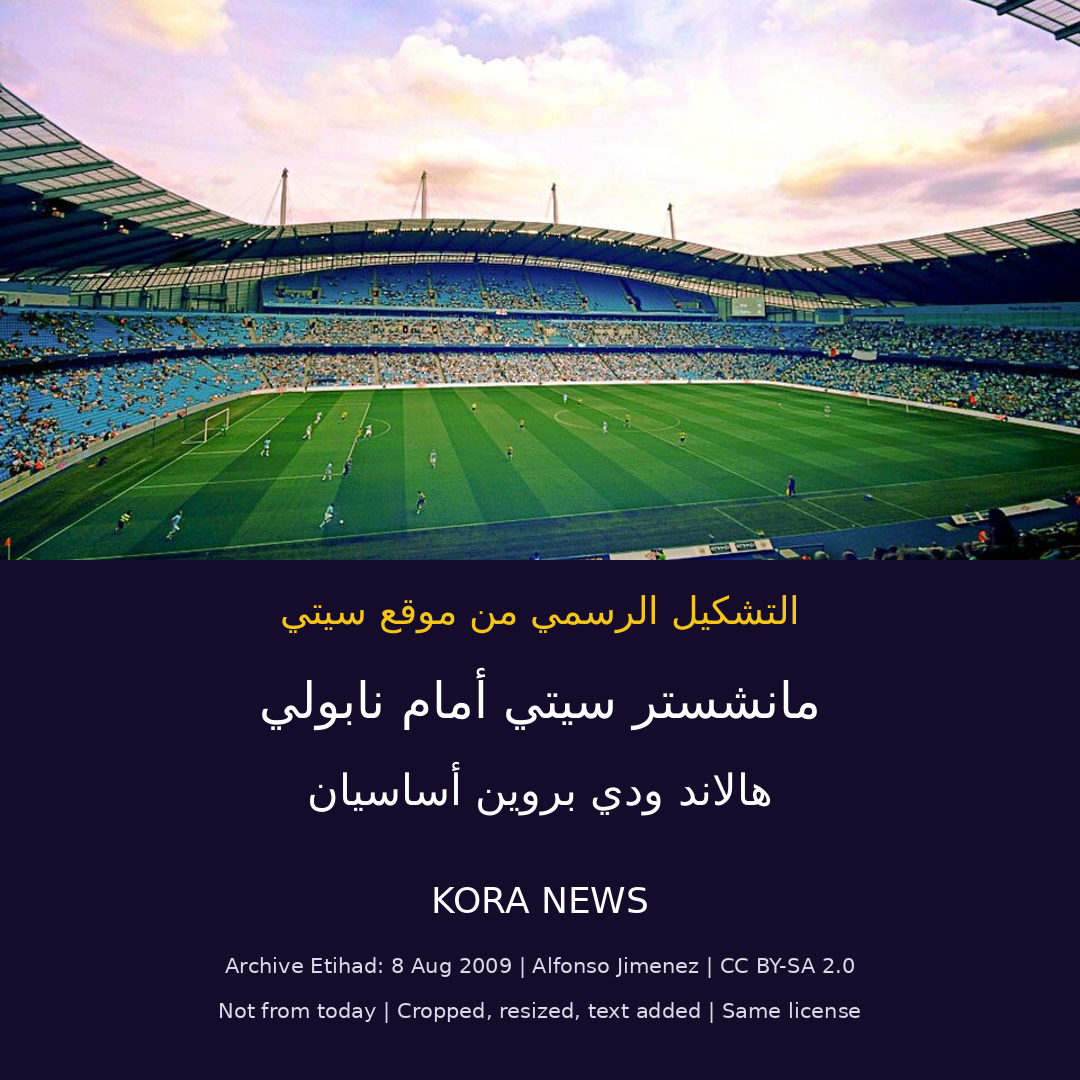 التشكيل الرسمي من موقع سيتي
مانشستر سيتي أمام نابولي
هالاند ودي بروين أساسيان
KORA NEWS
Archive Etihad: 8 Aug 2009 | Alfonso Jimenez | CC BY-SA 2.0
Not from today | Cropped, resized, text added | Same license